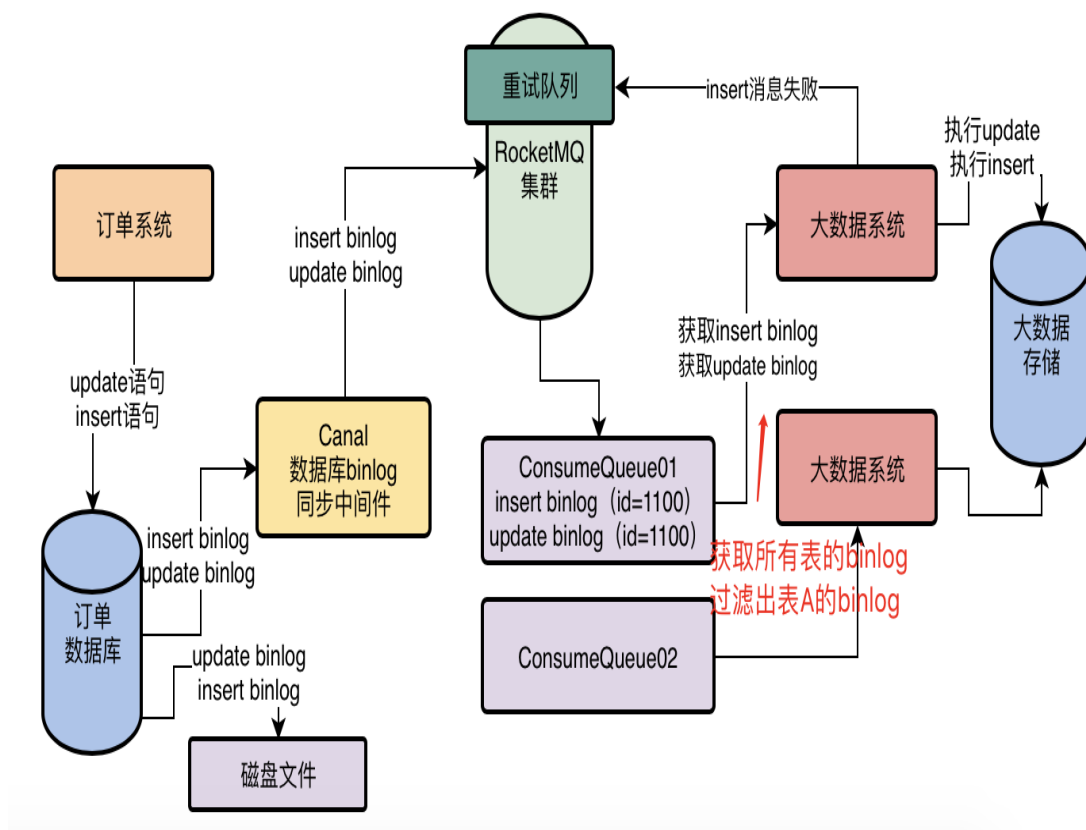 重试队列
insert消息失败
RocketMQ
集群
执行update
执行insert
订单系统
大数据系统
insert binlog
update binlog
大数据
存储
获取insert binlog
获取update binlog
update语句
insert语句
Canal
数据库binlog
同步中间件
ConsumeQueue01
insert binlog（id=1100）
update binlog（id=1100）
大数据系统
insert binlog
update binlog
获取所有表的binlog
过滤出表A的binlog
订单
数据库
ConsumeQueue02
update binlog
insert binlog
磁盘文件